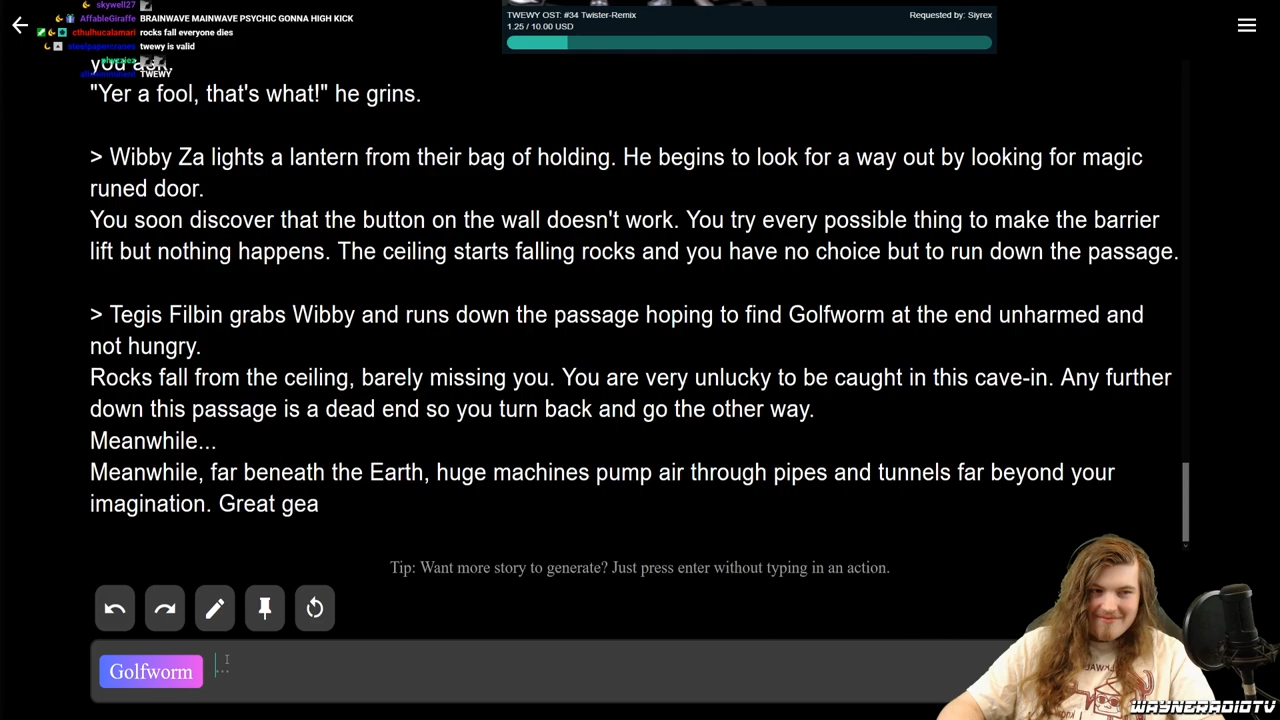 skywell27
AffableGiraffe BRAINWAVE MAINWAVE PSYCHIC GONNA HIGH KICK
cthulhucalamari rocks fall everyone dies
steelpapercranes twewy is valid
TWEWY
TWEWY OST: #34 Twister-Remix
Requested by: Siyrex
1.25 / 10.00 USD
you ask.
"Yer a fool, that's what!" he grins.
> Wibby Za lights a lantern from their bag of holding. He begins to look for a way out by looking for magic
runed door.
You soon discover that the button on the wall doesn't work. You try every possible thing to make the barrier
lift but nothing happens. The ceiling starts falling rocks and you have no choice but to run down the passage.
> Tegis Filbin grabs Wibby and runs down the passage hoping to find Golfworm at the end unharmed and
not hungry.
Rocks fall from the ceiling, barely missing you. You are very unlucky to be caught in this cave-in. Any further
down this passage is a dead end so you turn back and go the other way.
Meanwhile...
Meanwhile, far beneath the Earth, huge machines pump air through pipes and tunnels far beyond your
imagination. Great gea
Tip: Want more story to generate? Just press enter without typing in an action.
Golfworm ...
WAYNERADIOTV